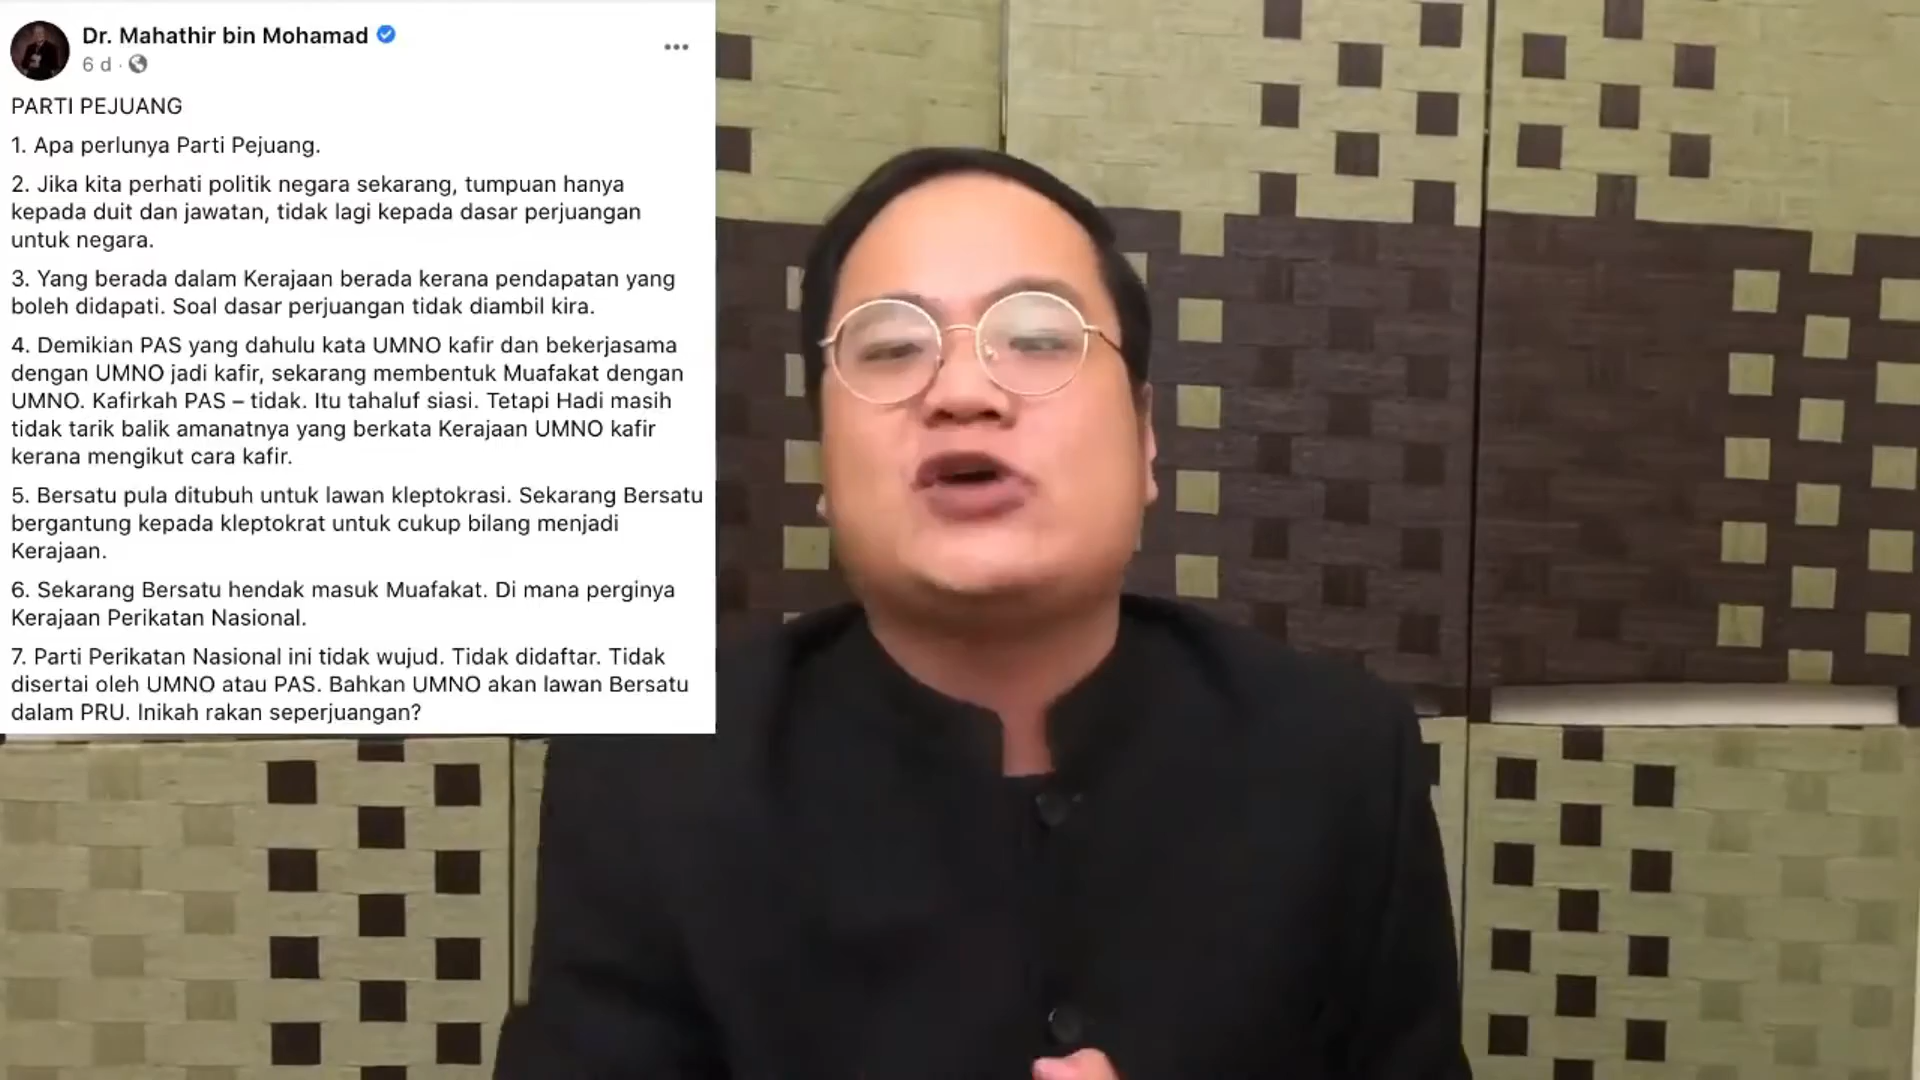 Dr. Mahathir bin Mohamad
6 d ·
PARTI PEJUANG
1. Apa perlunya Parti Pejuang.
2. Jika kita perhati politik negara sekarang, tumpuan hanya
kepada duit dan jawatan, tidak lagi kepada dasar perjuangan
untuk negara.
3. Yang berada dalam Kerajaan berada kerana pendapatan yang
boleh didapati. Soal dasar perjuangan tidak diambil kira.
4. Demikian PAS yang dahulu kata UMNO kafir dan bekerjasama
dengan UMNO jadi kafir, sekarang membentuk Muafakat dengan
UMNO. Kafirkah PAS – tidak. Itu tahaluf siasi. Tetapi Hadi masih
tidak tarik balik amanatnya yang berkata Kerajaan UMNO kafir
kerana mengikut cara kafir.
5. Bersatu pula ditubuh untuk lawan kleptokrasi. Sekarang Bersatu
bergantung kepada kleptokrat untuk cukup bilang menjadi
Kerajaan.
6. Sekarang Bersatu hendak masuk Muafakat. Di mana perginya
Kerajaan Perikatan Nasional.
7. Parti Perikatan Nasional ini tidak wujud. Tidak didaftar. Tidak
disertai oleh UMNO atau PAS. Bahkan UMNO akan lawan Bersatu
dalam PRU. Inikah rakan seperjuangan?